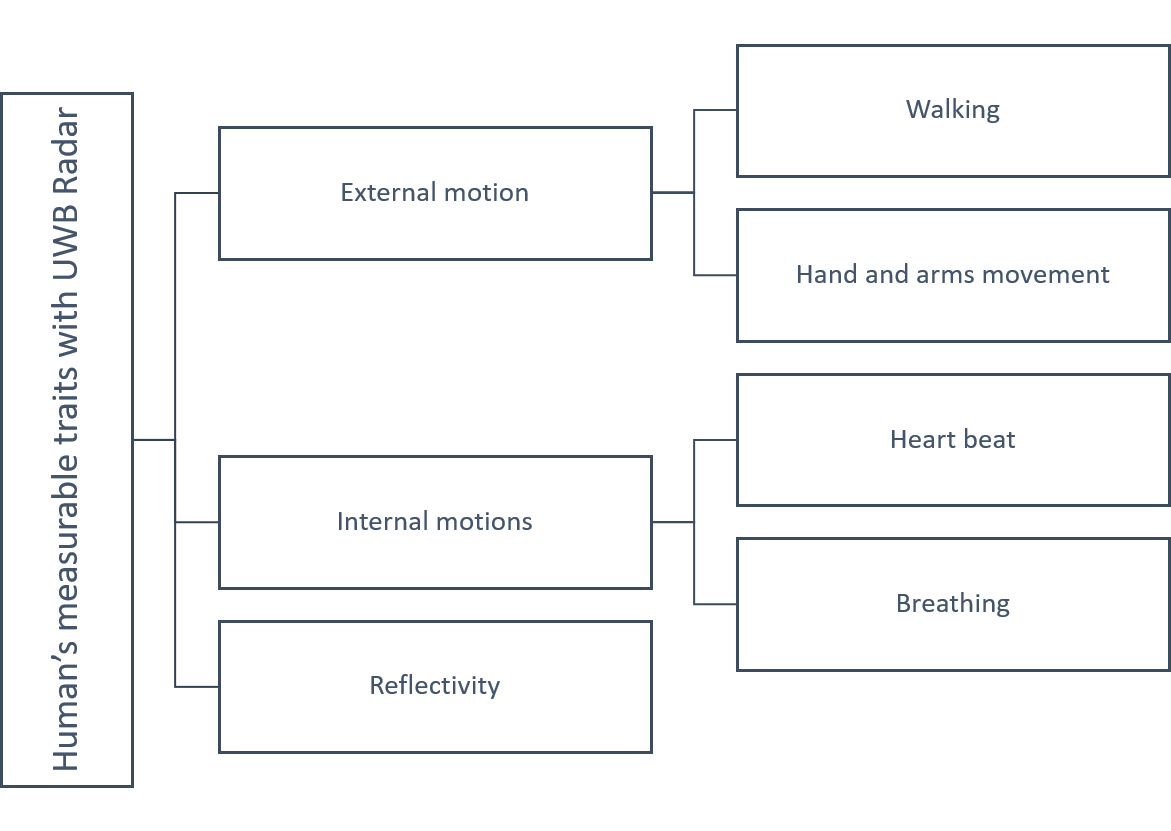 Human’s measurable traits with UWB Radar
External motion
Walking
Hand and arms movement
Internal motions
Heart beat
Breathing
Reflectivity